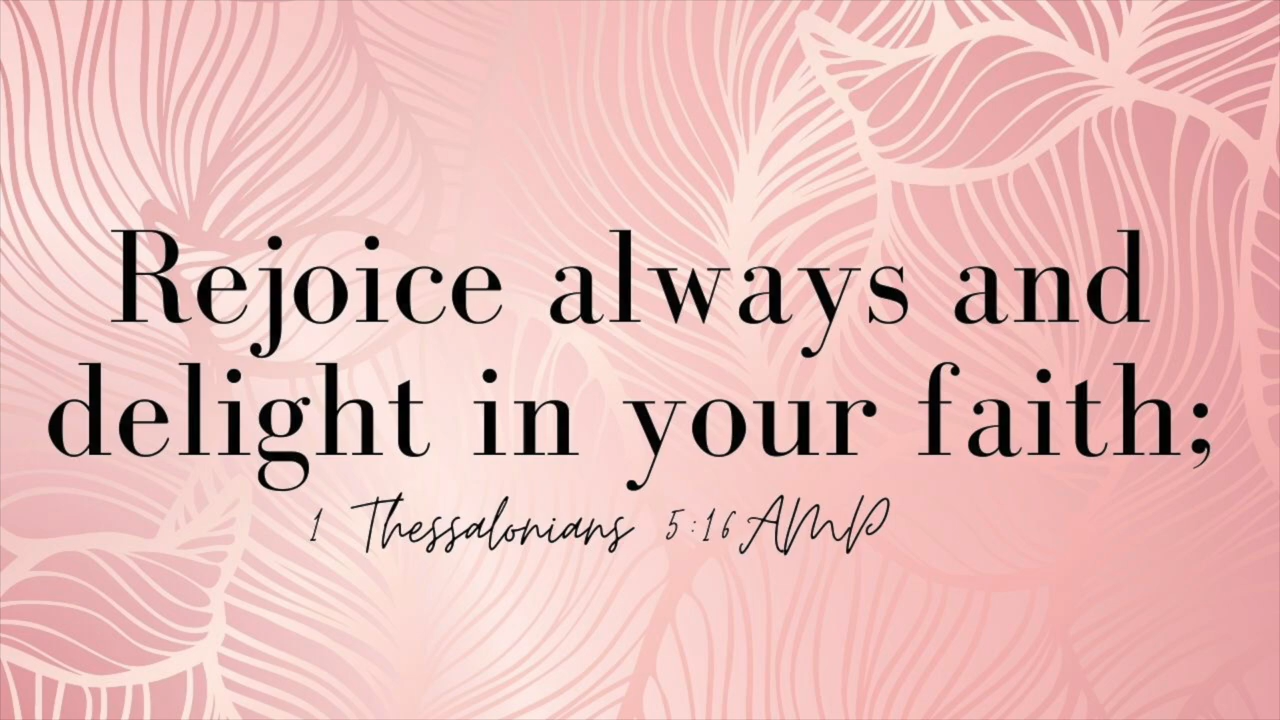 Rejoice always and
delight in your faith;
1 Thessalonians 5:16 AMP